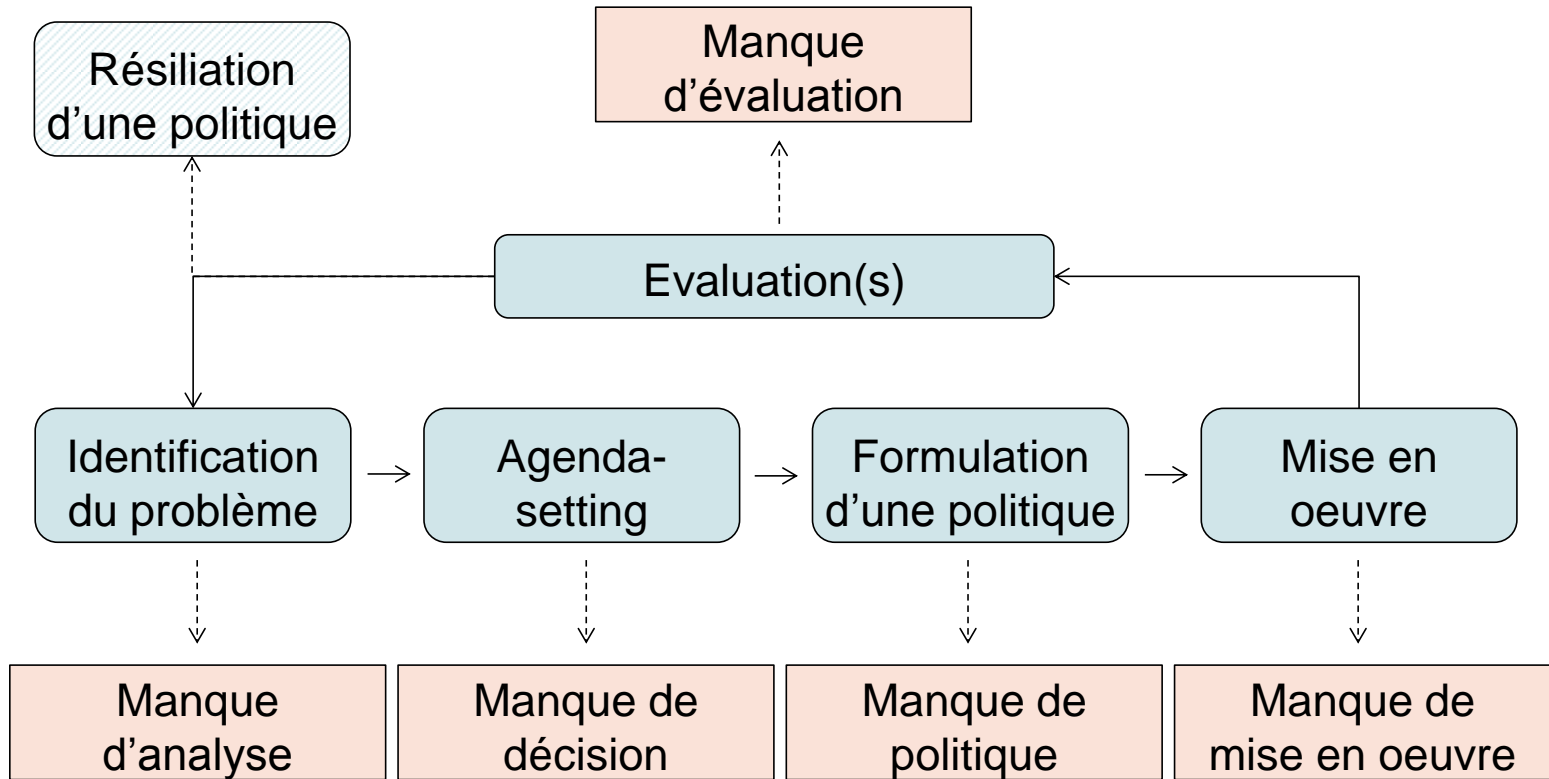 Résiliation
d'une politique
Manque
d'évaluation
Evaluation(s)
Identification
du problème
Agenda-
setting
Formulation
d'une politique
Mise en
oeuvre
Manque
d'analyse
Manque de
décision
Manque de
politique
Manque de
mise en oeuvre